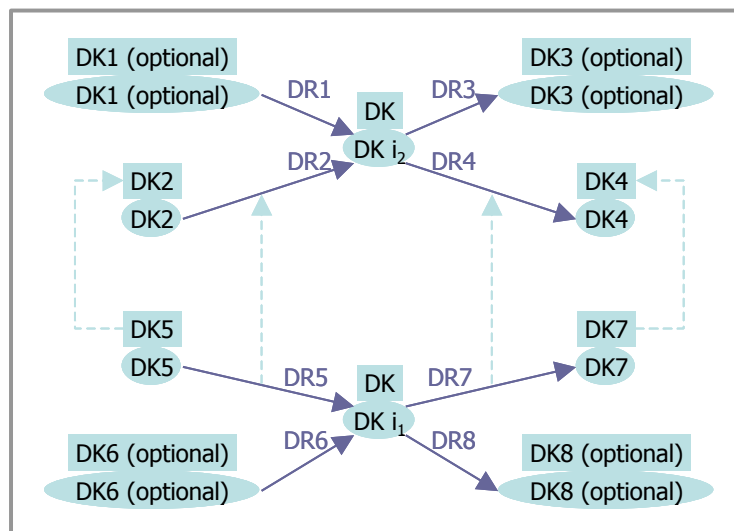 DK1 (optional)
DK1 (optional)
DR1
DK
DK i₂
DR3
DK3 (optional)
DK3 (optional)
DK2
DK2
DR2
DR4
DK4
DK4
DK5
DK5
DR5
DK
DK i₁
DR7
DK7
DK7
DK6 (optional)
DK6 (optional)
DR6
DR8
DK8 (optional)
DK8 (optional)